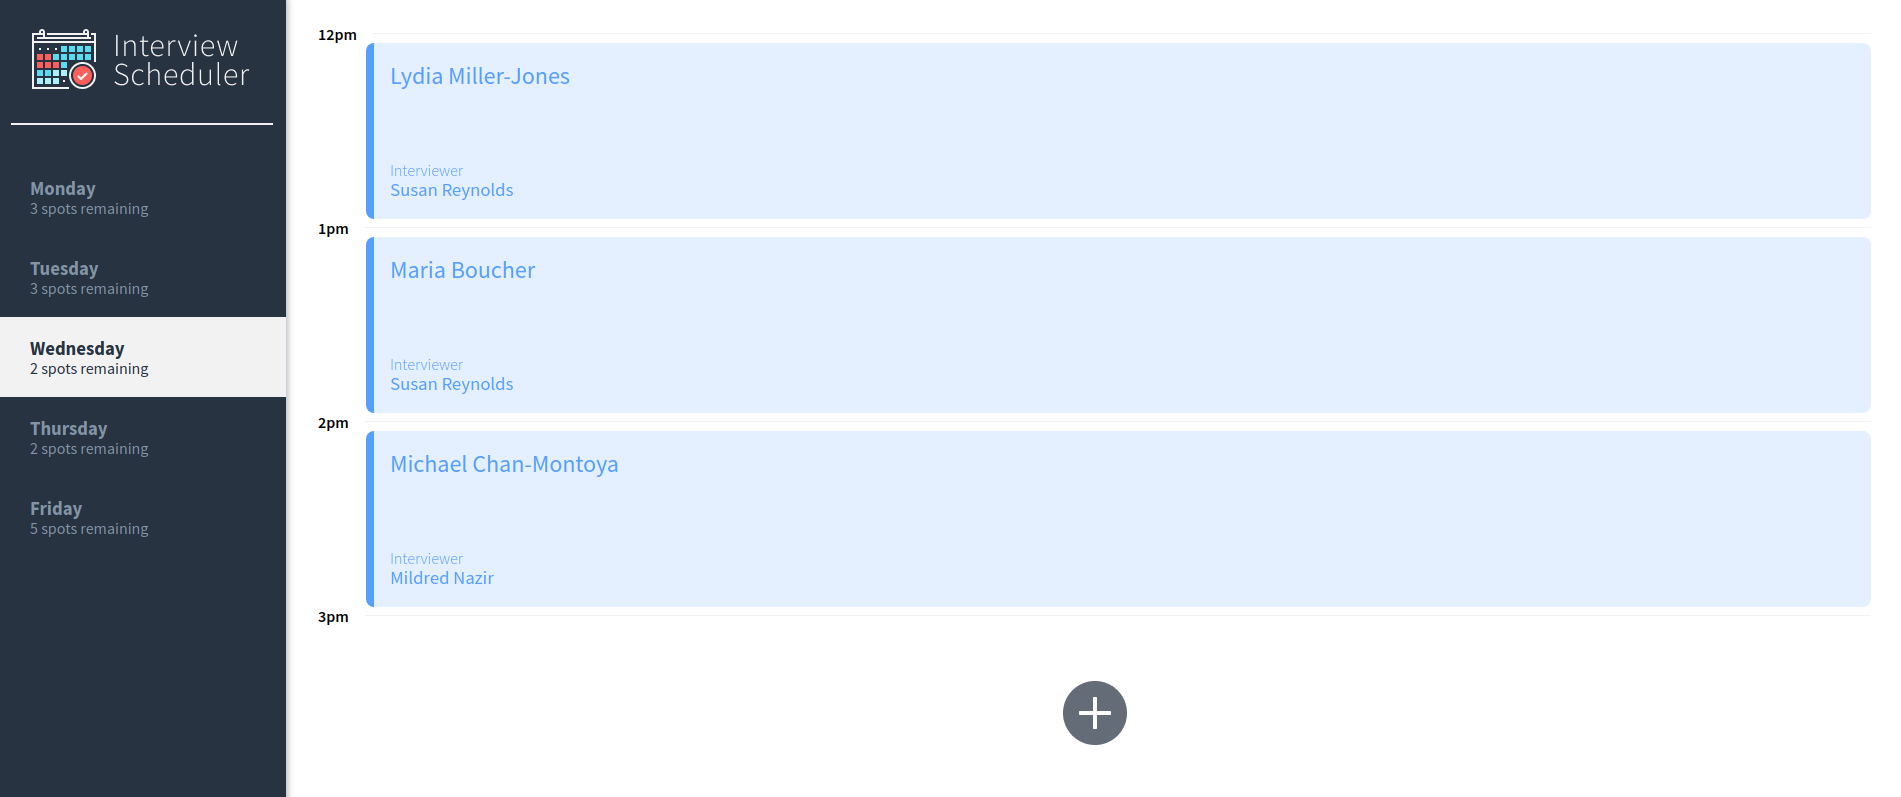 Interview
Scheduler
Monday
3 spots remaining
Tuesday
3 spots remaining
Wednesday
2 spots remaining
Thursday
2 spots remaining
Friday
5 spots remaining
12pm
Lydia Miller-Jones
Interviewer
Susan Reynolds
1pm
Maria Boucher
Interviewer
Susan Reynolds
2pm
Michael Chan-Montoya
Interviewer
Mildred Nazir
3pm